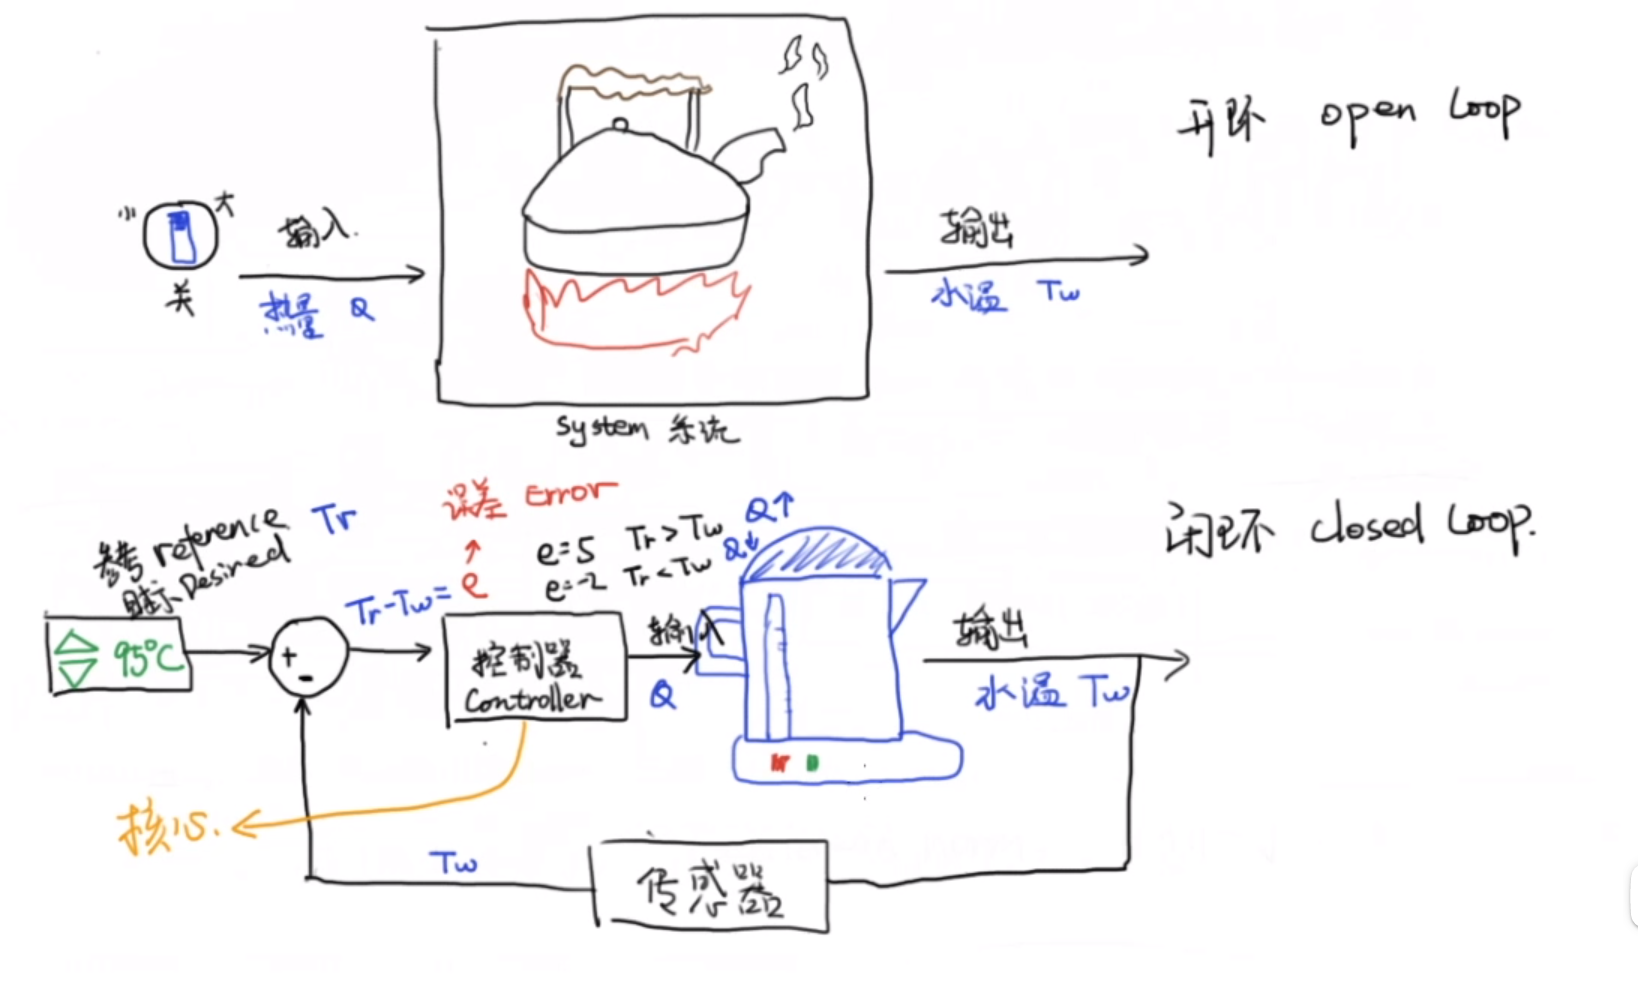 开环 open Loop
小 大
关
输入.
热量 Q
输出
水温 Tw
System 系统
误差 Error
参考 reference Tr
目标 Desired
Tr-Tw= e
e=5 Tr>Tw
e=-2 Tr<Tw
Q↑
Q↓
闭环 closed Loop.
95℃
+
-
控制器
Controller
输入
Q
输出
水温 Tw
核心.
Tw
传感器